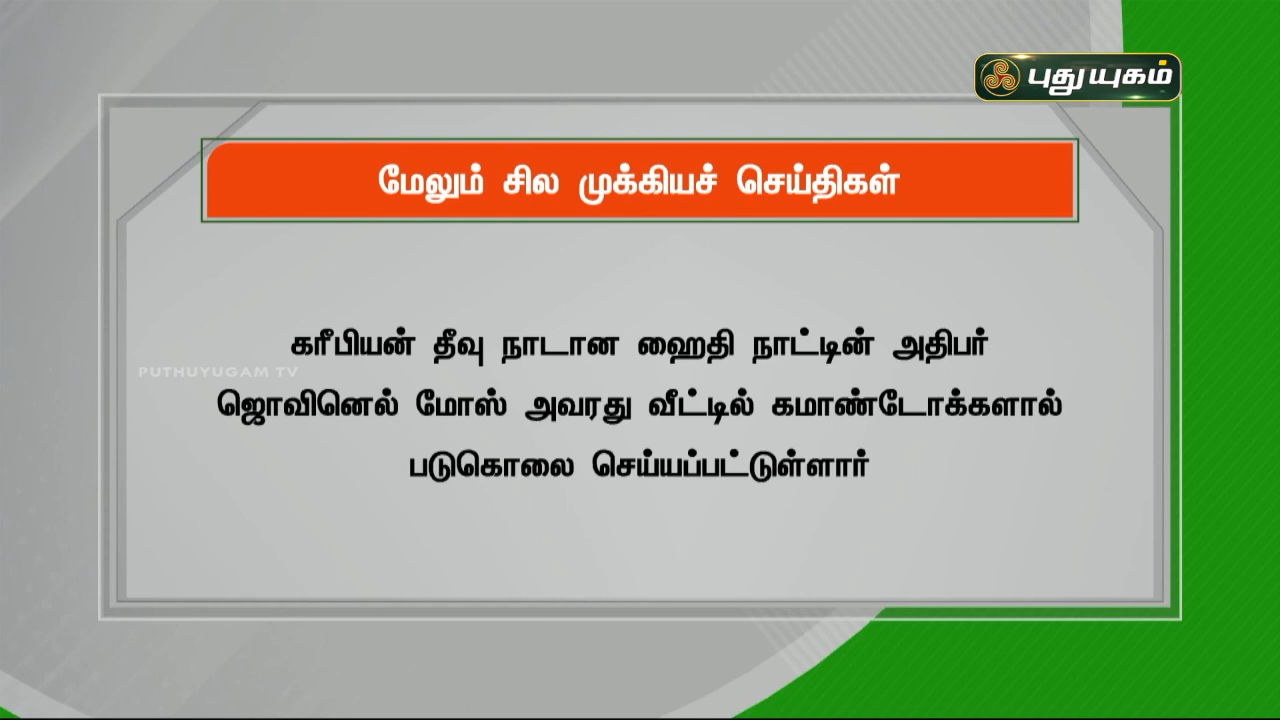 புதுயுகம்
மேலும் சில முக்கியச் செய்திகள்
கரீபியன் தீவு நாடான ஹைதி நாட்டின் அதிபர்
PUTHUYUGAM TV
ஜொவினெல் மோஸ் அவரது வீட்டில் கமாண்டோக்களால்
படுகொலை செய்யப்பட்டுள்ளார்